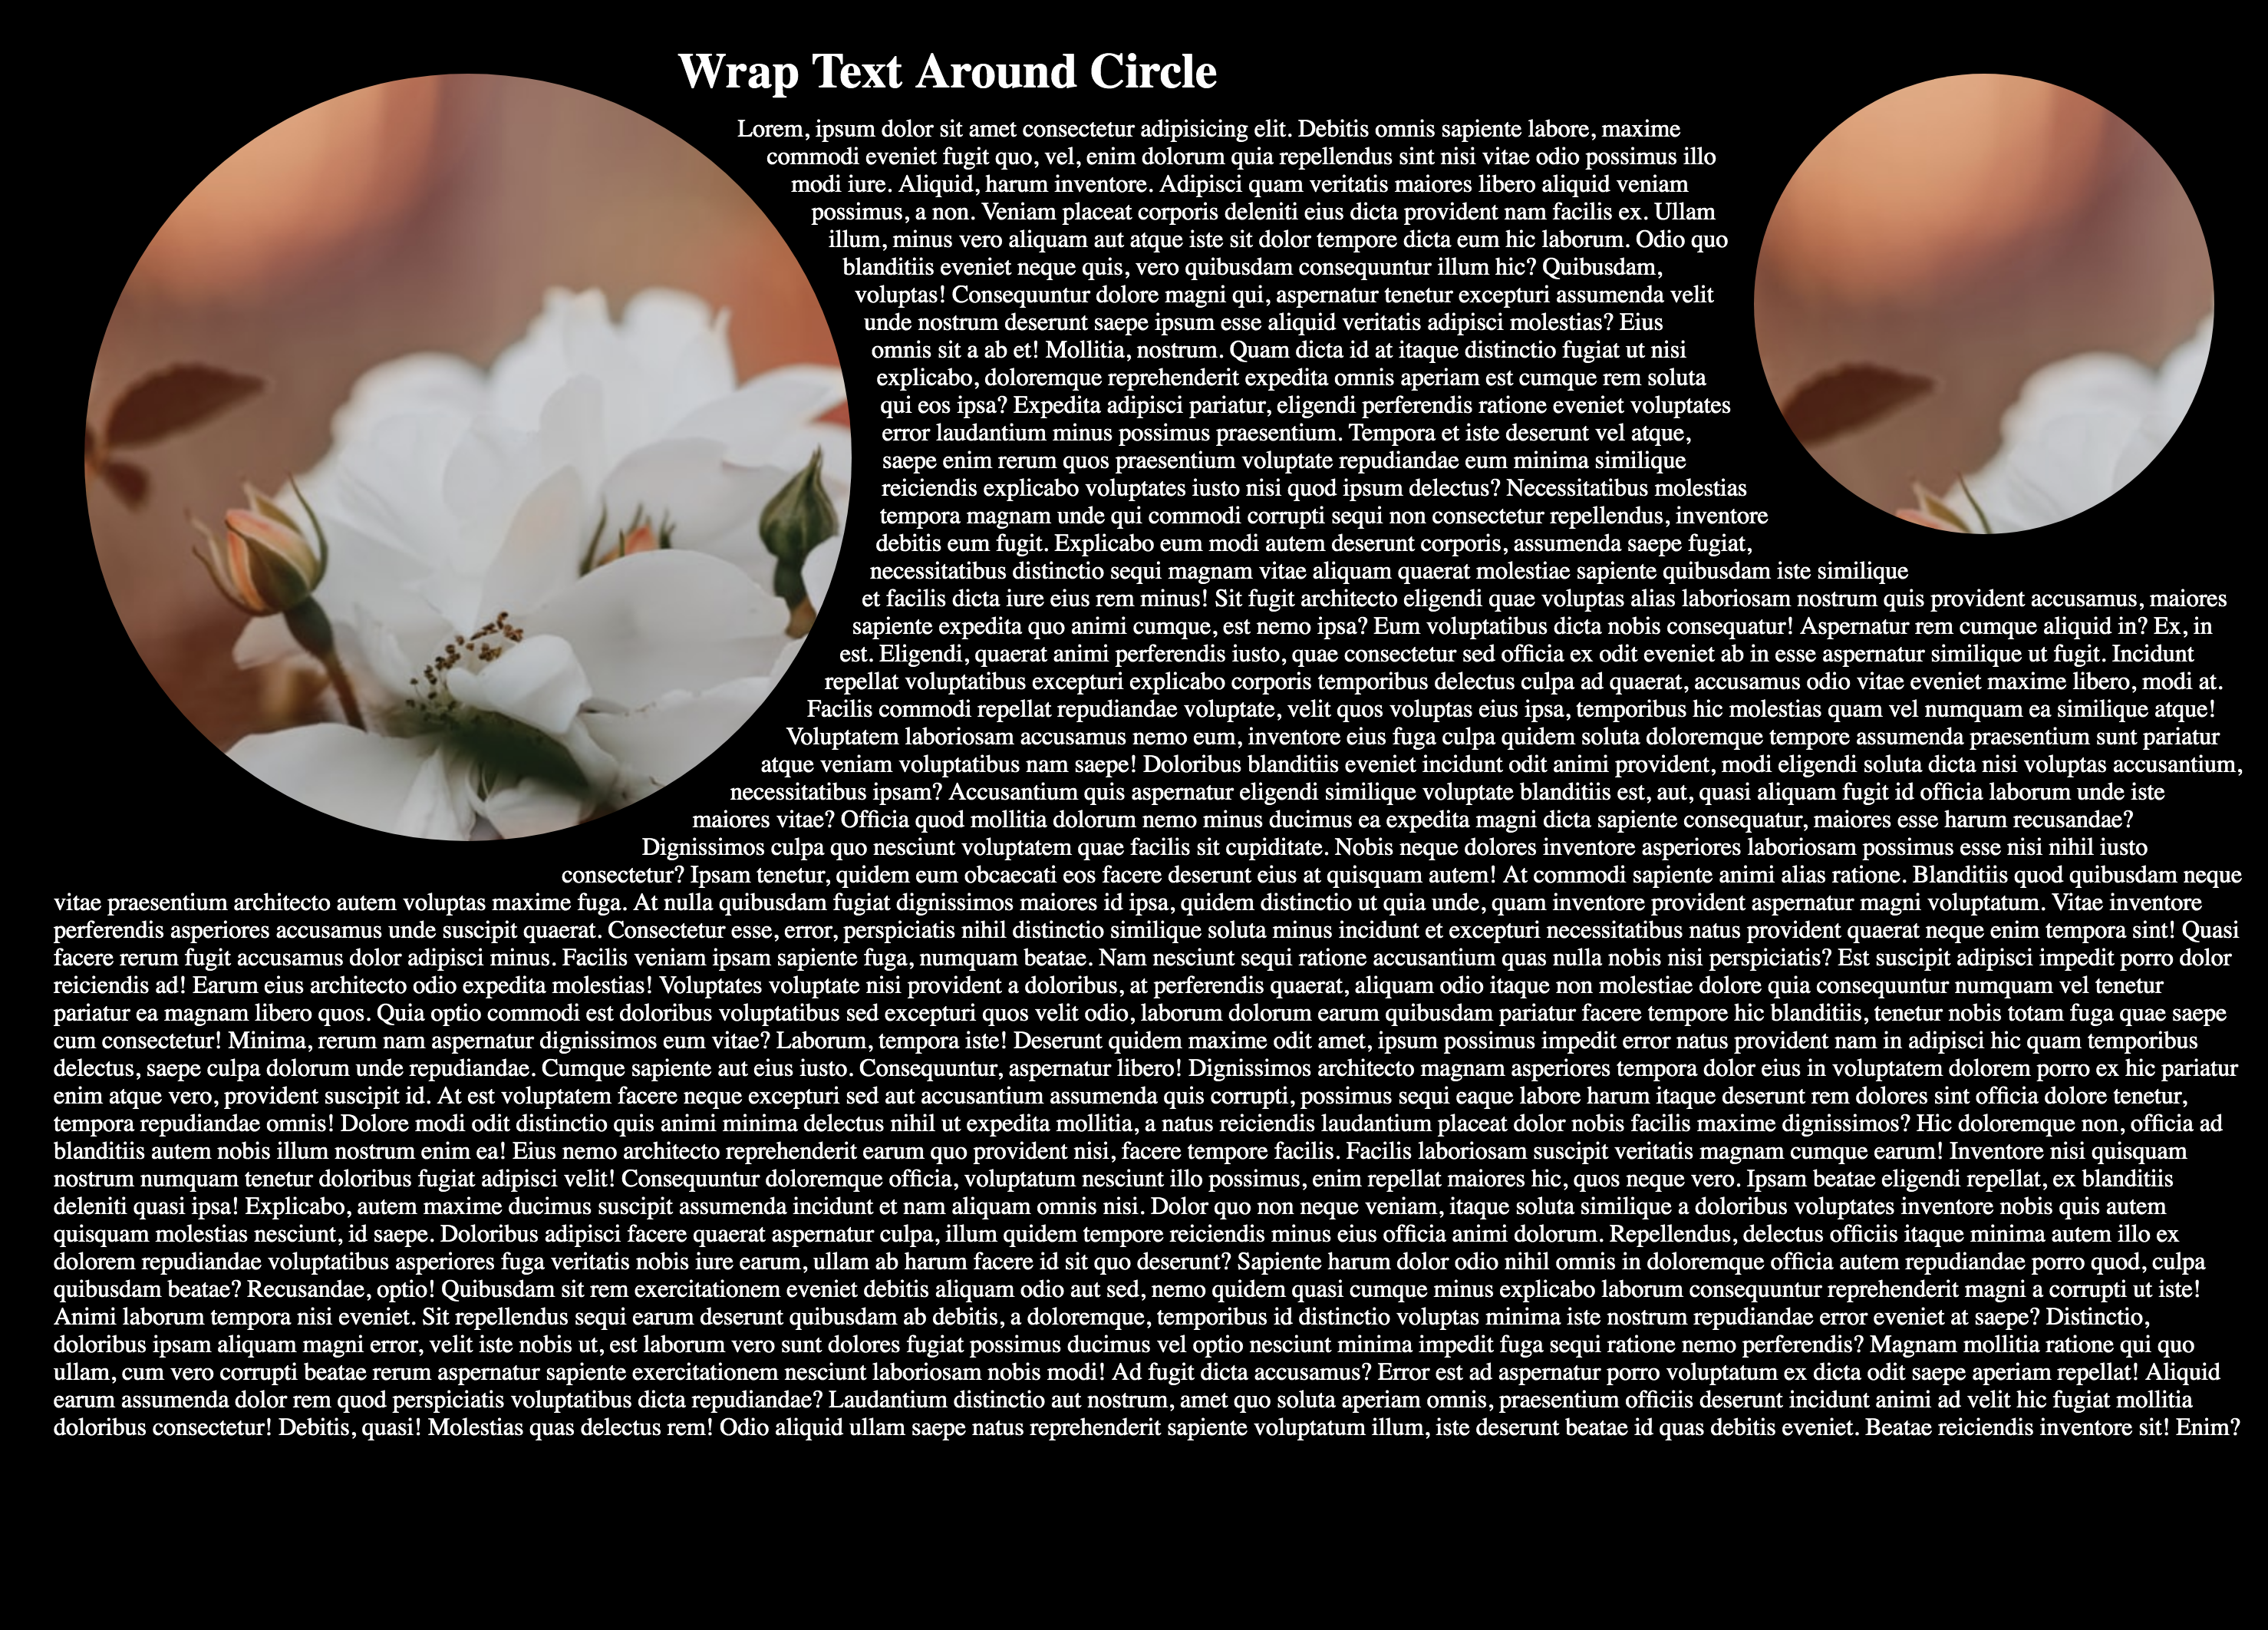 Wrap Text Around Circle
Lorem, ipsum dolor sit amet consectetur adipisicing elit. Debitis omnis sapiente labore, maxime
commodi eveniet fugit quo, vel, enim dolorum quia repellendus sint nisi vitae odio possimus illo
modi iure. Aliquid, harum inventore. Adipisci quam veritatis maiores libero aliquid veniam
possimus, a non. Veniam placeat corporis deleniti eius dicta provident nam facilis ex. Ullam
illum, minus vero aliquam aut atque iste sit dolor tempore dicta eum hic laborum. Odio quo
blanditiis eveniet neque quis, vero quibusdam consequuntur illum hic? Quibusdam,
voluptas! Consequuntur dolore magni qui, aspernatur tenetur excepturi assumenda velit
unde nostrum deserunt saepe ipsum esse aliquid veritatis adipisci molestias? Eius
omnis sit a ab et! Mollitia, nostrum. Quam dicta id at itaque distinctio fugiat ut nisi
explicabo, doloremque reprehenderit expedita omnis aperiam est cumque rem soluta
qui eos ipsa? Expedita adipisci pariatur, eligendi perferendis ratione eveniet voluptates
error laudantium minus possimus praesentium. Tempora et iste deserunt vel atque,
saepe enim rerum quos praesentium voluptate repudiandae eum minima similique
reiciendis explicabo voluptates iusto nisi quod ipsum delectus? Necessitatibus molestias
tempora magnam unde qui commodi corrupti sequi non consectetur repellendus, inventore
debitis eum fugit. Explicabo eum modi autem deserunt corporis, assumenda saepe fugiat,
necessitatibus distinctio sequi magnam vitae aliquam quaerat molestiae sapiente quibusdam iste similique
et facilis dicta iure eius rem minus! Sit fugit architecto eligendi quae voluptas alias laboriosam nostrum quis provident accusamus, maiores
sapiente expedita quo animi cumque, est nemo ipsa? Eum voluptatibus dicta nobis consequatur! Aspernatur rem cumque aliquid in? Ex, in
est. Eligendi, quaerat animi perferendis iusto, quae consectetur sed officia ex odit eveniet ab in esse aspernatur similique ut fugit. Incidunt
repellat voluptatibus excepturi explicabo corporis temporibus delectus culpa ad quaerat, accusamus odio vitae eveniet maxime libero, modi at.
Facilis commodi repellat repudiandae voluptate, velit quos voluptas eius ipsa, temporibus hic molestias quam vel numquam ea similique atque!
Voluptatem laboriosam accusamus nemo eum, inventore eius fuga culpa quidem soluta doloremque tempore assumenda praesentium sunt pariatur
atque veniam voluptatibus nam saepe! Doloribus blanditiis eveniet incidunt odit animi provident, modi eligendi soluta dicta nisi voluptas accusantium,
necessitatibus ipsam? Accusantium quis aspernatur eligendi similique voluptate blanditiis est, aut, quasi aliquam fugit id officia laborum unde iste
maiores vitae? Officia quod mollitia dolorum nemo minus ducimus ea expedita magni dicta sapiente consequatur, maiores esse harum recusandae?
Dignissimos culpa quo nesciunt voluptatem quae facilis sit cupiditate. Nobis neque dolores inventore asperiores laboriosam possimus esse nisi nihil iusto
consectetur? Ipsam tenetur, quidem eum obcaecati eos facere deserunt eius at quisquam autem! At commodi sapiente animi alias ratione. Blanditiis quod quibusdam neque
vitae praesentium architecto autem voluptas maxime fuga. At nulla quibusdam fugiat dignissimos maiores id ipsa, quidem distinctio ut quia unde, quam inventore provident aspernatur magni voluptatum. Vitae inventore
perferendis asperiores accusamus unde suscipit quaerat. Consectetur esse, error, perspiciatis nihil distinctio similique soluta minus incidunt et excepturi necessitatibus natus provident quaerat neque enim tempora sint! Quasi
facere rerum fugit accusamus dolor adipisci minus. Facilis veniam ipsam sapiente fuga, numquam beatae. Nam nesciunt sequi ratione accusantium quas nulla nobis nisi perspiciatis? Est suscipit adipisci impedit porro dolor
reiciendis ad! Earum eius architecto odio expedita molestias! Voluptates voluptate nisi provident a doloribus, at perferendis quaerat, aliquam odio itaque non molestiae dolore quia consequuntur numquam vel tenetur
pariatur ea magnam libero quos. Quia optio commodi est doloribus voluptatibus sed excepturi quos velit odio, laborum dolorum earum quibusdam pariatur facere tempore hic blanditiis, tenetur nobis totam fuga quae saepe
cum consectetur! Minima, rerum nam aspernatur dignissimos eum vitae? Laborum, tempora iste! Deserunt quidem maxime odit amet, ipsum possimus impedit error natus provident nam in adipisci hic quam temporibus
delectus, saepe culpa dolorum unde repudiandae. Cumque sapiente aut eius iusto. Consequuntur, aspernatur libero! Dignissimos architecto magnam asperiores tempora dolor eius in voluptatem dolorem porro ex hic pariatur
enim atque vero, provident suscipit id. At est voluptatem facere neque excepturi sed aut accusantium assumenda quis corrupti, possimus sequi eaque labore harum itaque deserunt rem dolores sint officia dolore tenetur,
tempora repudiandae omnis! Dolore modi odit distinctio quis animi minima delectus nihil ut expedita mollitia, a natus reiciendis laudantium placeat dolor nobis facilis maxime dignissimos? Hic doloremque non, officia ad
blanditiis autem nobis illum nostrum enim ea! Eius nemo architecto reprehenderit earum quo provident nisi, facere tempore facilis. Facilis laboriosam suscipit veritatis magnam cumque earum! Inventore nisi quisquam
nostrum numquam tenetur doloribus fugiat adipisci velit! Consequuntur doloremque officia, voluptatum nesciunt illo possimus, enim repellat maiores hic, quos neque vero. Ipsam beatae eligendi repellat, ex blanditiis
deleniti quasi ipsa! Explicabo, autem maxime ducimus suscipit assumenda incidunt et nam aliquam omnis nisi. Dolor quo non neque veniam, itaque soluta similique a doloribus voluptates inventore nobis quis autem
quisquam molestias nesciunt, id saepe. Doloribus adipisci facere quaerat aspernatur culpa, illum quidem tempore reiciendis minus eius officia animi dolorum. Repellendus, delectus officiis itaque minima autem illo ex
dolorem repudiandae voluptatibus asperiores fuga veritatis nobis iure earum, ullam ab harum facere id sit quo deserunt? Sapiente harum dolor odio nihil omnis in doloremque officia autem repudiandae porro quod, culpa
quibusdam beatae? Recusandae, optio! Quibusdam sit rem exercitationem eveniet debitis aliquam odio aut sed, nemo quidem quasi cumque minus explicabo laborum consequuntur reprehenderit magni a corrupti ut iste!
Animi laborum tempora nisi eveniet. Sit repellendus sequi earum deserunt quibusdam ab debitis, a doloremque, temporibus id distinctio voluptas minima iste nostrum repudiandae error eveniet at saepe? Distinctio,
doloribus ipsam aliquam magni error, velit iste nobis ut, est laborum vero sunt dolores fugiat possimus ducimus vel optio nesciunt minima impedit fuga sequi ratione nemo perferendis? Magnam mollitia ratione qui quo
ullam, cum vero corrupti beatae rerum aspernatur sapiente exercitationem nesciunt laboriosam nobis modi! Ad fugit dicta accusamus? Error est ad aspernatur porro voluptatum ex dicta odit saepe aperiam repellat! Aliquid
earum assumenda dolor rem quod perspiciatis voluptatibus dicta repudiandae? Laudantium distinctio aut nostrum, amet quo soluta aperiam omnis, praesentium officiis deserunt incidunt animi ad velit hic fugiat mollitia
doloribus consectetur! Debitis, quasi! Molestias quas delectus rem! Odio aliquid ullam saepe natus reprehenderit sapiente voluptatum illum, iste deserunt beatae id quas debitis eveniet. Beatae reiciendis inventore sit! Enim?